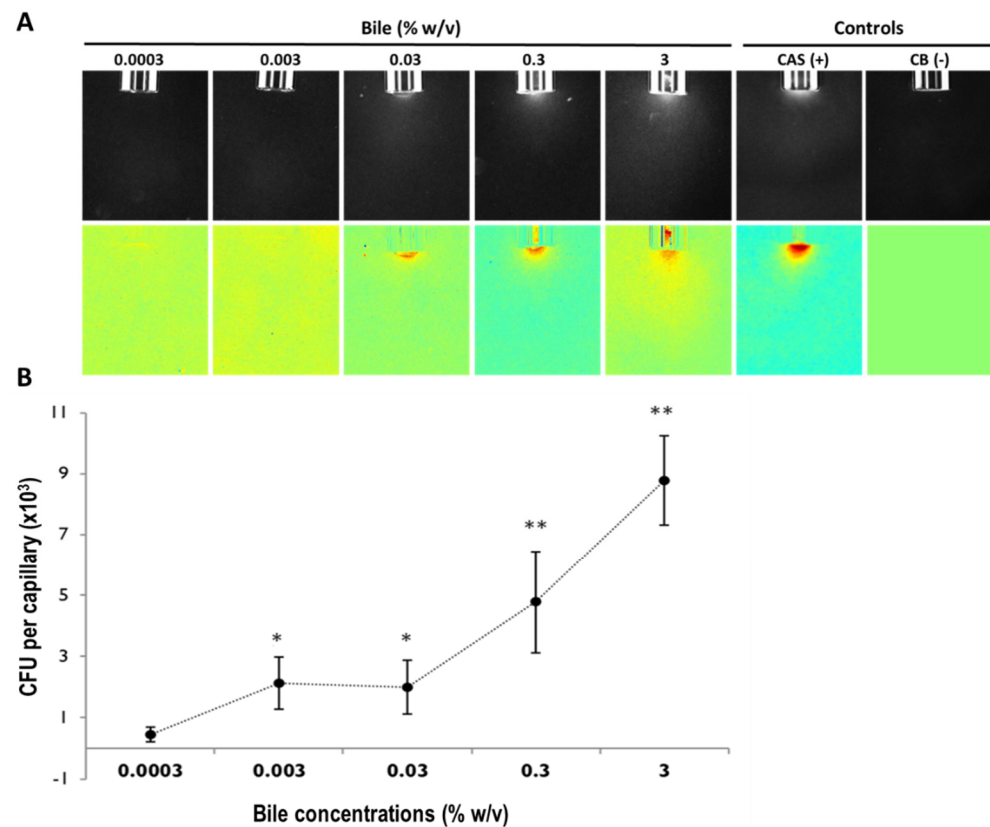 A
Bile (% w/v)
Controls
0.0003 0.003 0.03 0.3 3 CAS (+) CB (-)
B
CFU per capillary (x10³)
11
9
7
5
3
1
-1
* * ** **
0.0003 0.003 0.03 0.3 3
Bile concentrations (% w/v)